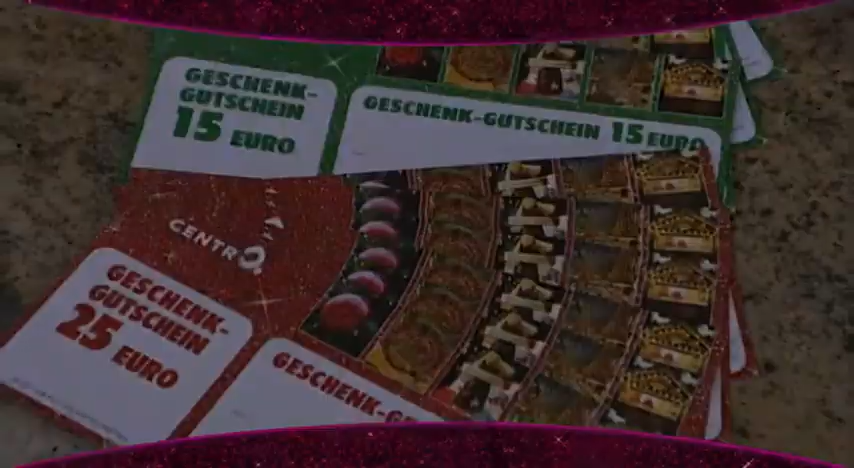 GESCHENK-
GUTSCHEIN
15 EURO
GESCHENK-GUTSCHEIN 15 EURO
CENTRO
GESCHENK-
GUTSCHEIN
25 EURO
GESCHENK-G